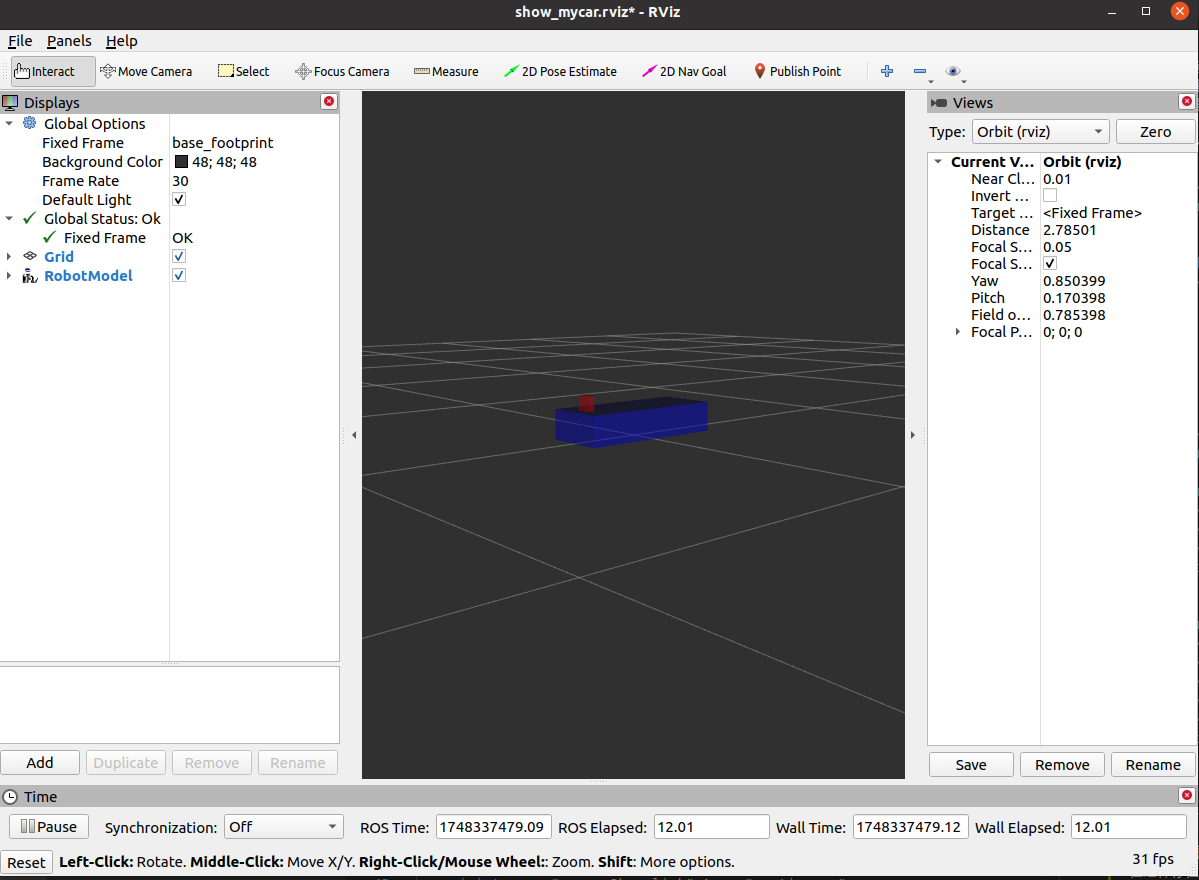 show_mycar.rviz* - RViz
File Panels Help
Interact Move Camera Select Focus Camera Measure 2D Pose Estimate 2D Nav Goal Publish Point
Displays
Global Options
Fixed Frame base_footprint
Background Color 48; 48; 48
Frame Rate 30
Default Light
Global Status: Ok
Fixed Frame OK
Grid
RobotModel
Add Duplicate Remove Rename
Views
Type: Orbit (rviz) Zero
Current V... Orbit (rviz)
Near Cl... 0.01
Invert ...
Target ... <Fixed Frame>
Distance 2.78501
Focal S... 0.05
Focal S...
Yaw 0.850399
Pitch 0.170398
Field o... 0.785398
Focal P... 0; 0; 0
Save Remove Rename
Time
Pause Synchronization: Off ROS Time: 1748337479.09 ROS Elapsed: 12.01 Wall Time: 1748337479.12 Wall Elapsed: 12.01
Reset Left-Click: Rotate. Middle-Click: Move X/Y. Right-Click/Mouse Wheel:: Zoom. Shift: More options. 31 fps